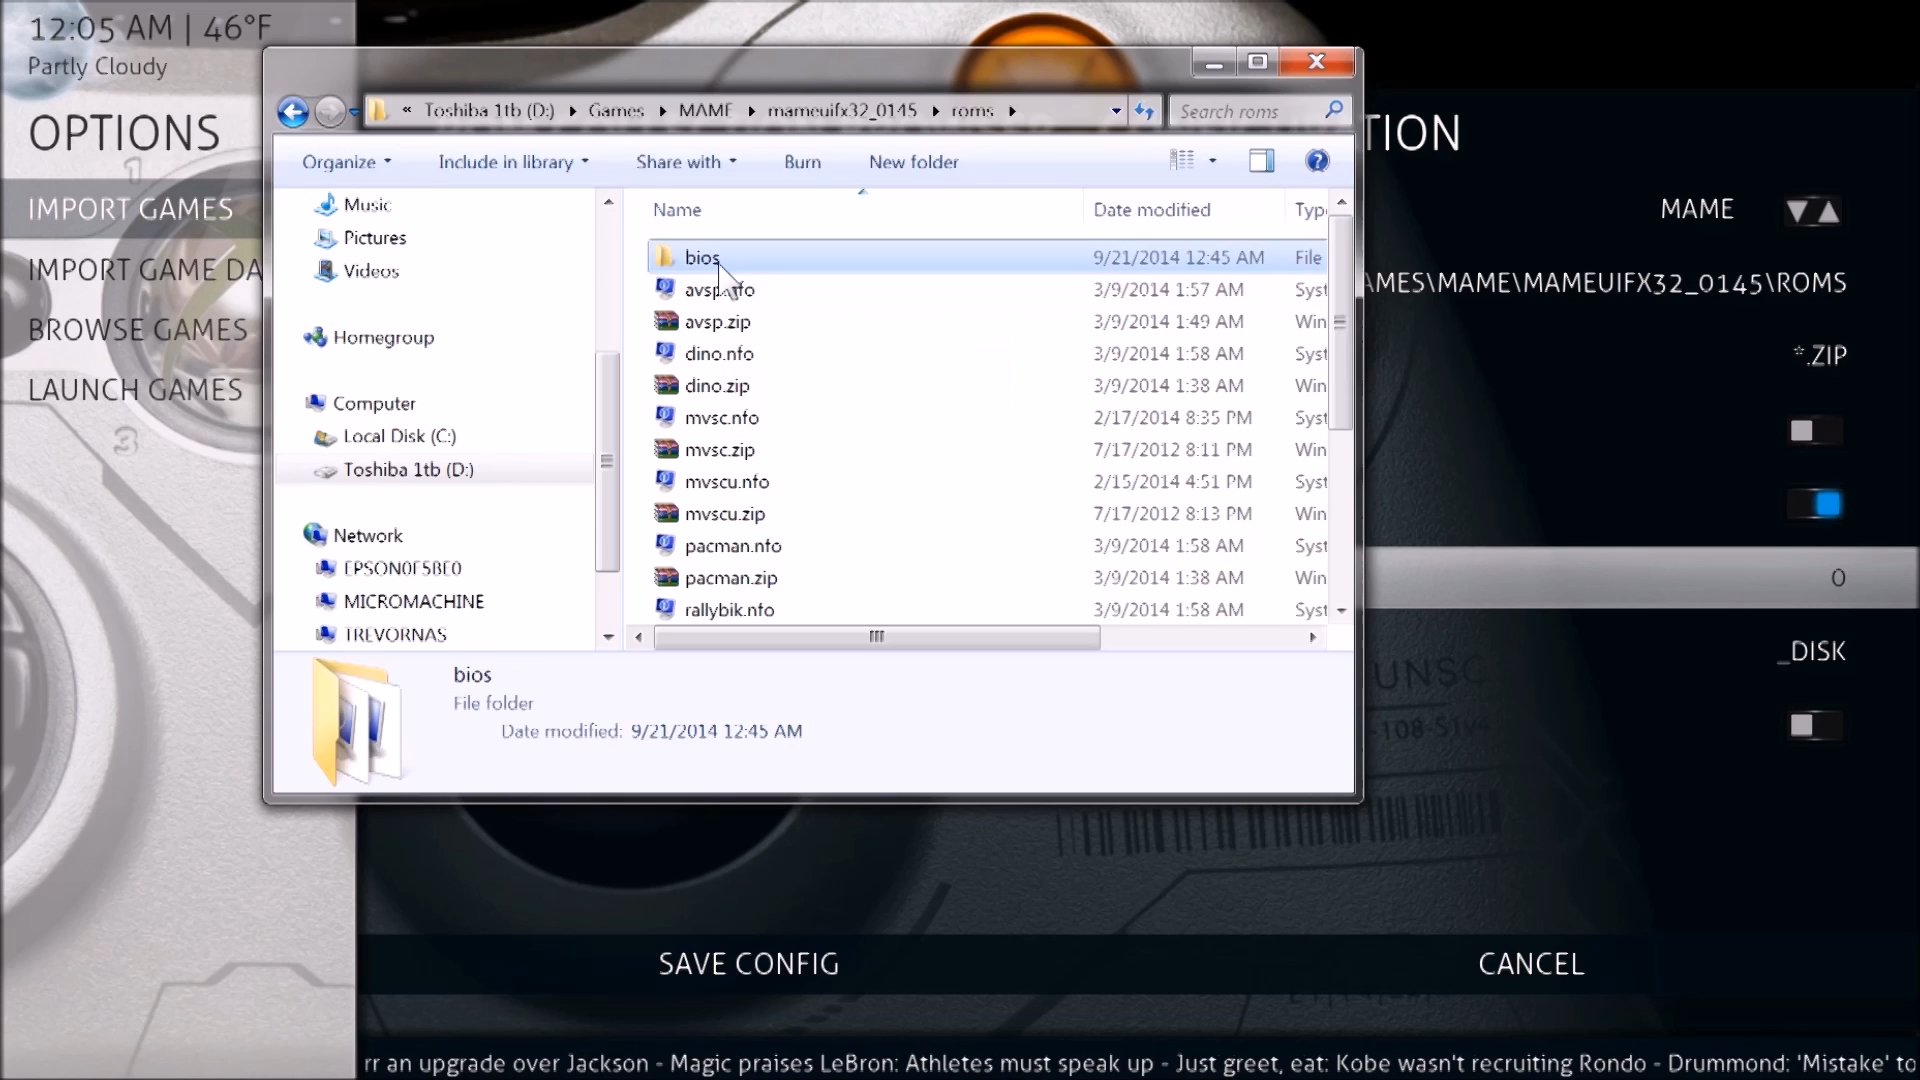 12:05 AM | 46°F
Partly Cloudy
OPTIONS
IMPORT GAMES
IMPORT GAME DA
BROWSE GAMES
LAUNCH GAMES
1
3
« Toshiba 1tb (D:) ▸ Games ▸ MAME ▸ mameuifx32_0145 ▸ roms ▸
Search roms
Organize
Include in library
Share with
Burn
New folder
Music
Pictures
Videos
Homegroup
Computer
Local Disk (C:)
Toshiba 1tb (D:)
Network
EPSON0F5BE0
MICROMACHINE
TREVORNAS
Name Date modified Typ
bios 9/21/2014 12:45 AM File
avsp.nfo 3/9/2014 1:57 AM Syst
avsp.zip 3/9/2014 1:49 AM Win
dino.nfo 3/9/2014 1:58 AM Syst
dino.zip 3/9/2014 1:38 AM Win
mvsc.nfo 2/17/2014 8:35 PM Syst
mvsc.zip 7/17/2012 8:11 PM Win
mvscu.nfo 2/15/2014 4:51 PM Syst
mvscu.zip 7/17/2012 8:13 PM Win
pacman.nfo 3/9/2014 1:58 AM Syst
pacman.zip 3/9/2014 1:38 AM Win
rallybik.nfo 3/9/2014 1:58 AM Syst
bios
File folder
Date modified: 9/21/2014 12:45 AM
TION
MAME
AMES\MAME\MAMEUIFX32_0145\ROMS
*.ZIP
0
_DISK
UNSC
-108-51v4
SAVE CONFIG
CANCEL
rr an upgrade over Jackson - Magic praises LeBron: Athletes must speak up - Just greet, eat: Kobe wasn't recruiting Rondo - Drummond: 'Mistake' to